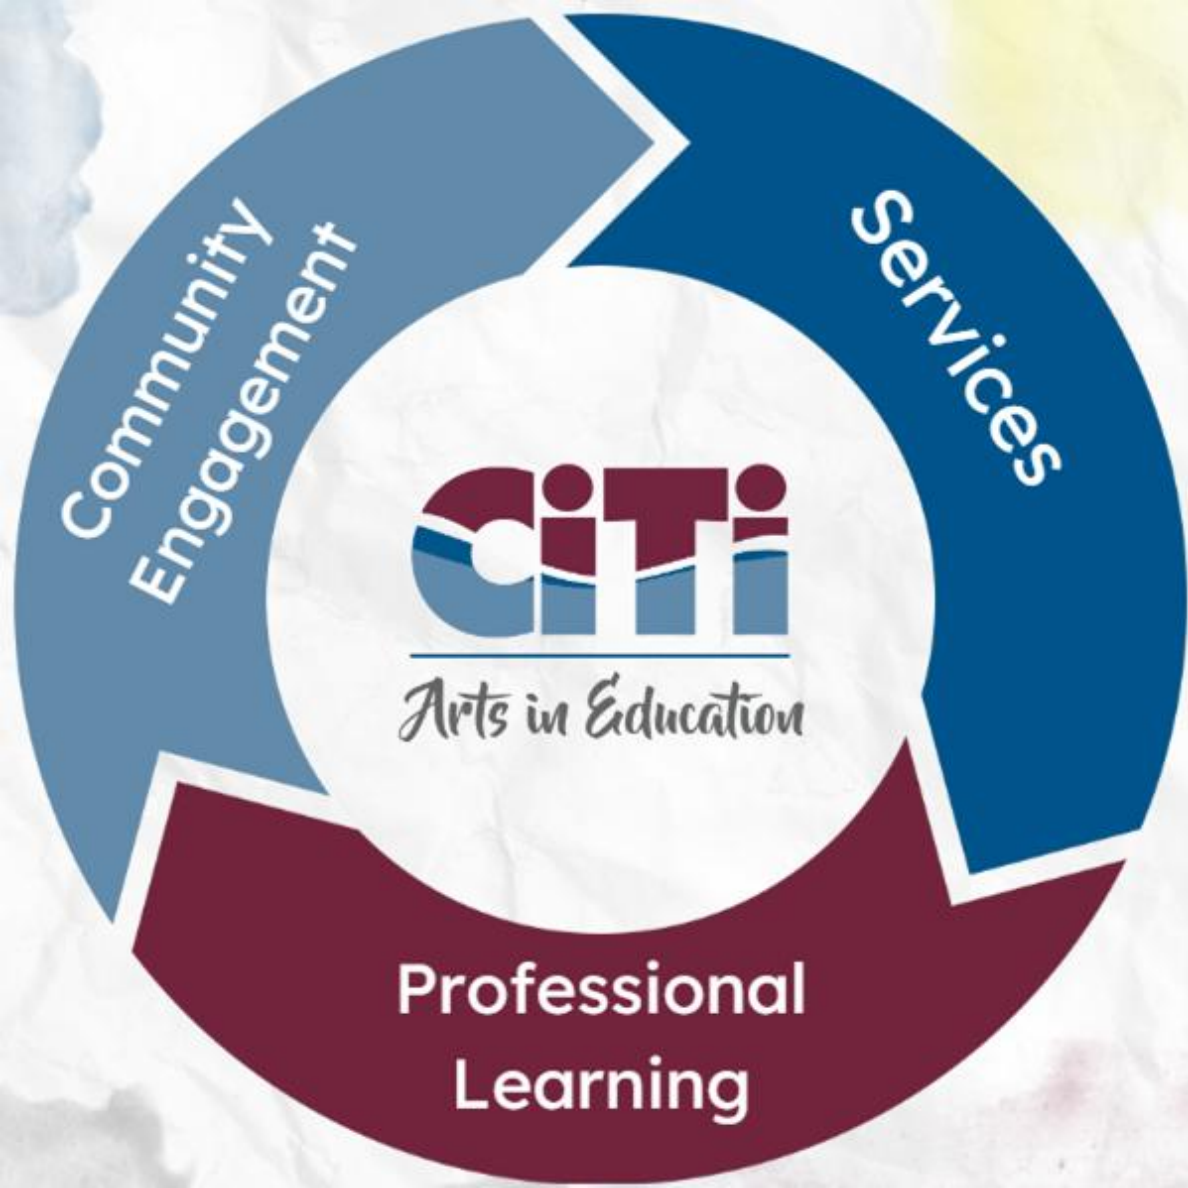 Community
Engagement
Services
CiTi
Arts in Education
Professional
Learning